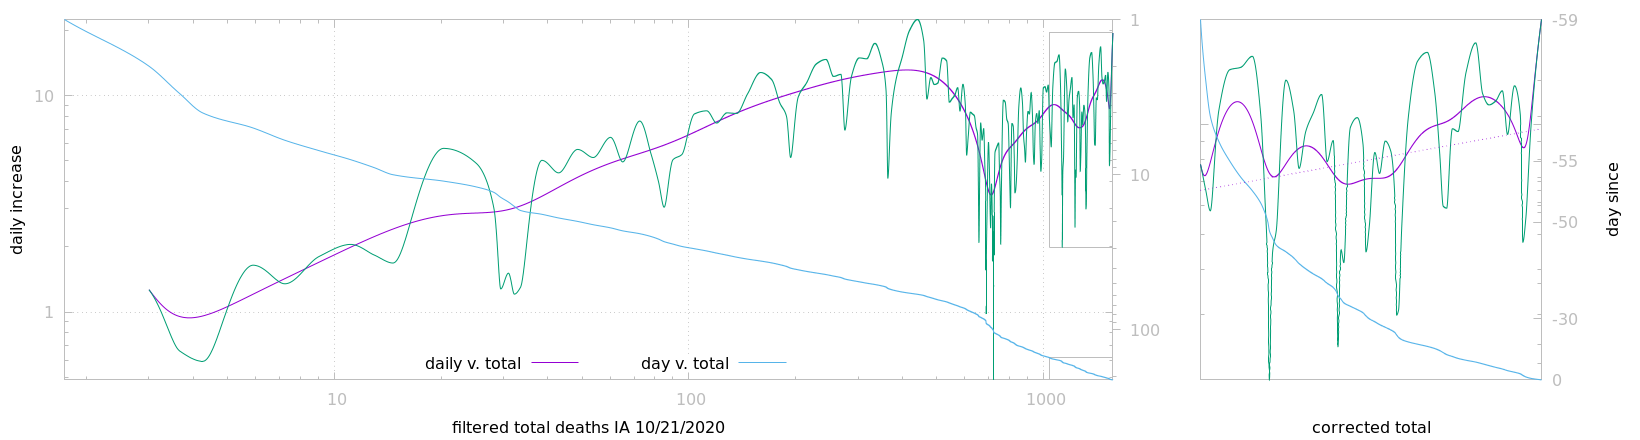 daily increase
10
1
daily v. total
day v. total
10
100
1000
filtered total deaths IA 10/21/2020
1
10
100
-59
-55
-50
-30
0
day since
corrected total